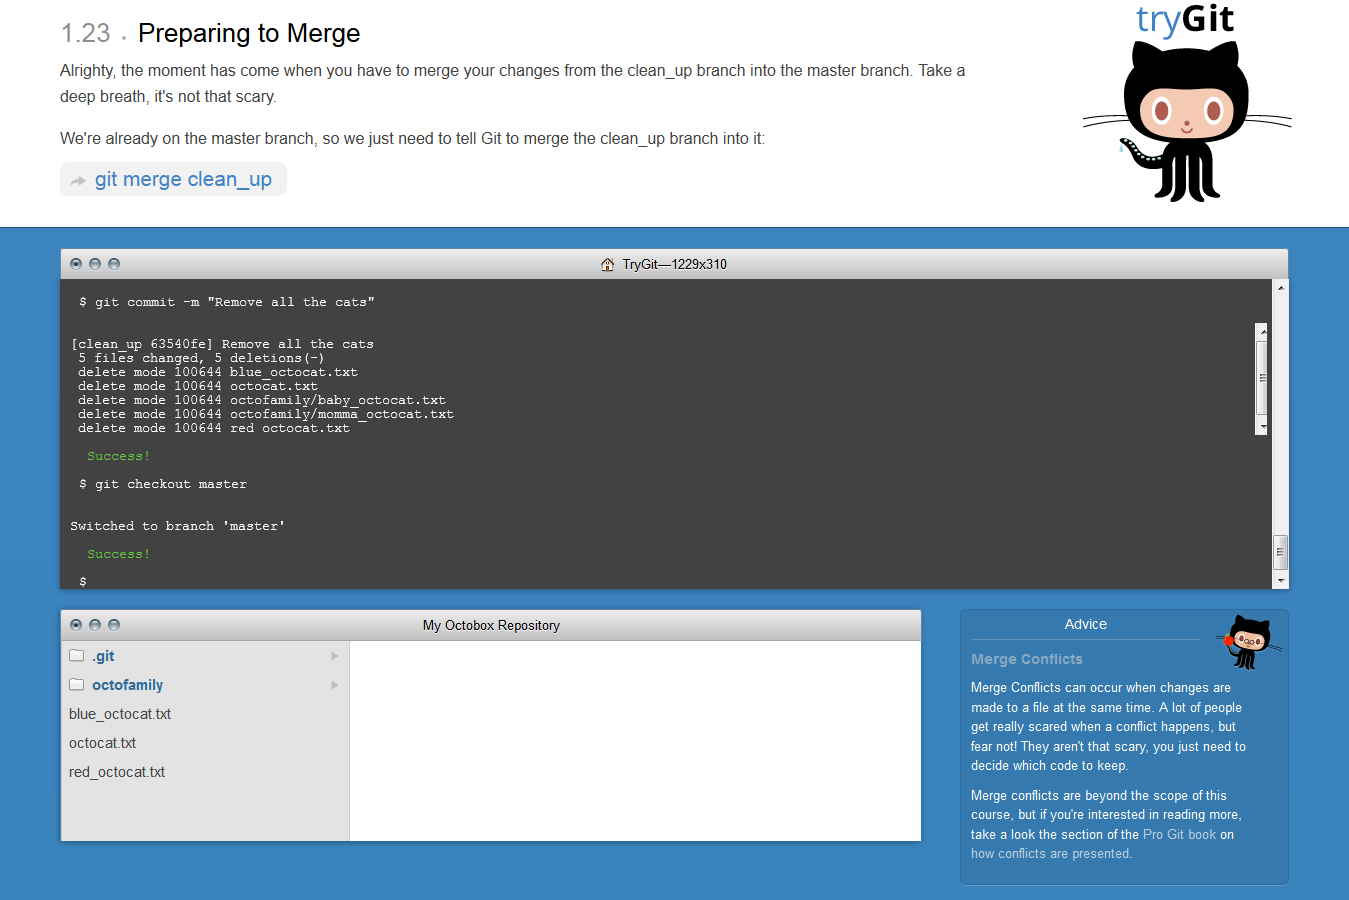 1.23 . Preparing to Merge
tryGit
Alrighty, the moment has come when you have to merge your changes from the clean_up branch into the master branch. Take a
deep breath, it's not that scary.
We're already on the master branch, so we just need to tell Git to merge the clean_up branch into it:
git merge clean_up
TryGit—1229x310
$ git commit -m "Remove all the cats"
[clean_up 63540fe] Remove all the cats
5 files changed, 5 deletions(-)
delete mode 100644 blue_octocat.txt
delete mode 100644 octocat.txt
delete mode 100644 octofamily/baby_octocat.txt
delete mode 100644 octofamily/momma_octocat.txt
delete mode 100644 red octocat.txt
Success!
$ git checkout master
Switched to branch 'master'
Success!
$
My Octobox Repository
.git
octofamily
blue_octocat.txt
octocat.txt
red_octocat.txt
Advice
Merge Conflicts
Merge Conflicts can occur when changes are
made to a file at the same time. A lot of people
get really scared when a conflict happens, but
fear not! They aren't that scary, you just need to
decide which code to keep.
Merge conflicts are beyond the scope of this
course, but if you're interested in reading more,
take a look the section of the Pro Git book on
how conflicts are presented.